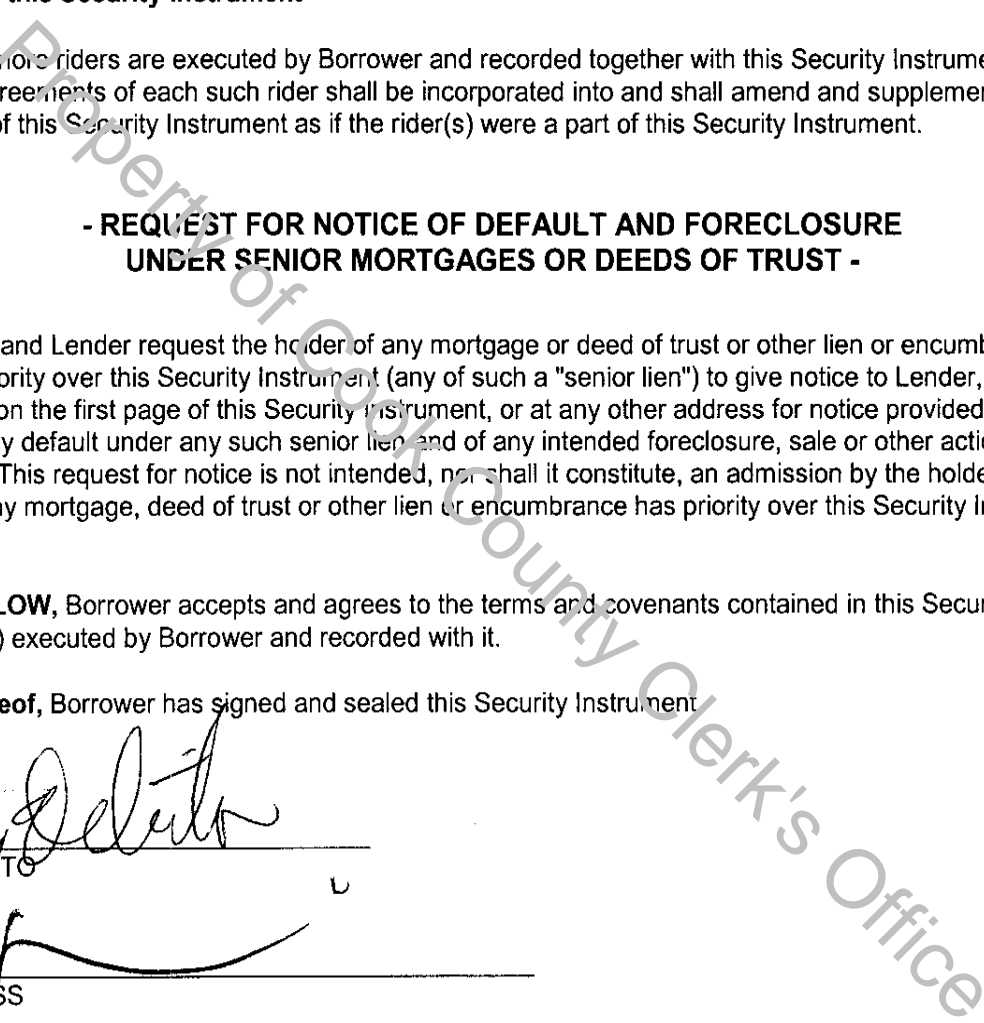 this Security Instrument
more riders are executed by Borrower and recorded together with this Security Instrume
reements of each such rider shall be incorporated into and shall amend and supplemen
of this Security Instrument as if the rider(s) were a part of this Security Instrument.
- REQUEST FOR NOTICE OF DEFAULT AND FORECLOSURE
UNDER SENIOR MORTGAGES OR DEEDS OF TRUST -
and Lender request the holder of any mortgage or deed of trust or other lien or encumb
ority over this Security Instrument (any of such a "senior lien") to give notice to Lender,
on the first page of this Security Instrument, or at any other address for notice provided
y default under any such senior lien and of any intended foreclosure, sale or other actio
This request for notice is not intended, nor shall it constitute, an admission by the holde
ny mortgage, deed of trust or other lien or encumbrance has priority over this Security In
LOW, Borrower accepts and agrees to the terms and covenants contained in this Secur
) executed by Borrower and recorded with it.
eof, Borrower has signed and sealed this Security Instrument
TO
SS
Property of Cook County Clerk's Office